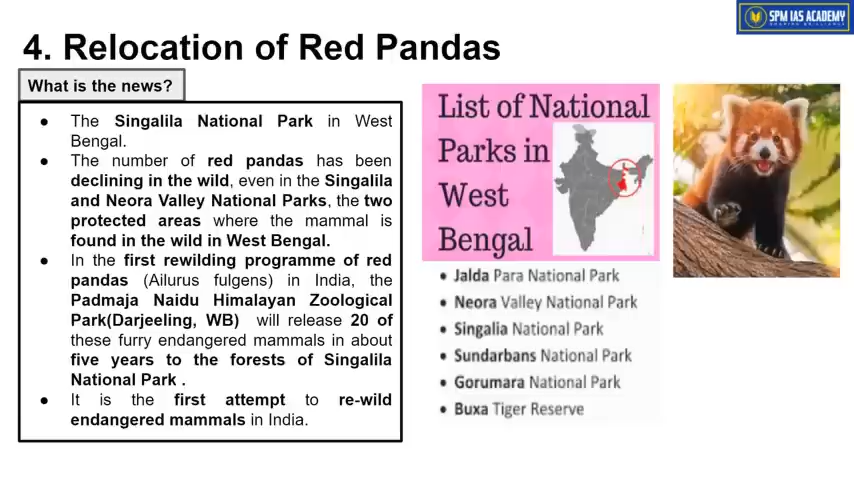 SPM IAS ACADEMY
4. Relocation of Red Pandas
What is the news?
● The Singalila National Park in West
Bengal.
● The number of red pandas has been
declining in the wild, even in the Singalila
and Neora Valley National Parks, the two
protected areas where the mammal is
found in the wild in West Bengal.
● In the first rewilding programme of red
pandas (Ailurus fulgens) in India, the
Padmaja Naidu Himalayan Zoological
Park(Darjeeling, WB) will release 20 of
these furry endangered mammals in about
five years to the forests of Singalila
National Park .
● It is the first attempt to re-wild
endangered mammals in India.
List of National
Parks in
West
Bengal
• Jalda Para National Park
• Neora Valley National Park
• Singalia National Park
• Sundarbans National Park
• Gorumara National Park
• Buxa Tiger Reserve